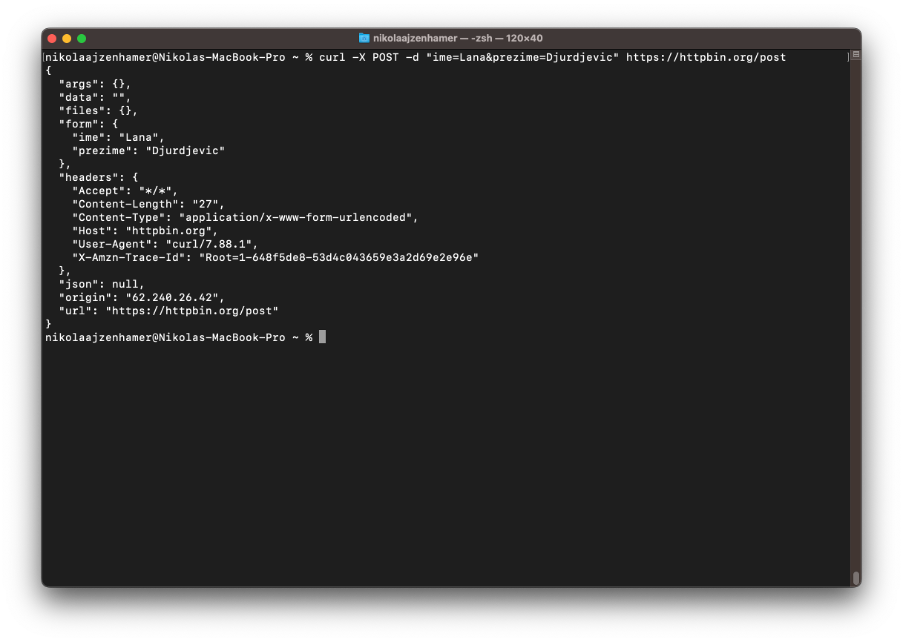 nikolaajzenhamer — -zsh — 120×40
[nikolaajzenhamer@Nikolas-MacBook-Pro ~ % curl -X POST -d "ime=Lana&prezime=Djurdjevic" https://httpbin.org/post ]
{
  "args": {},
  "data": "",
  "files": {},
  "form": {
    "ime": "Lana",
    "prezime": "Djurdjevic"
  },
  "headers": {
    "Accept": "*/*",
    "Content-Length": "27",
    "Content-Type": "application/x-www-form-urlencoded",
    "Host": "httpbin.org",
    "User-Agent": "curl/7.88.1",
    "X-Amzn-Trace-Id": "Root=1-648f5de8-53d4c043659e3a2d69e2e96e"
  },
  "json": null,
  "origin": "62.240.26.42",
  "url": "https://httpbin.org/post"
}
nikolaajzenhamer@Nikolas-MacBook-Pro ~ %